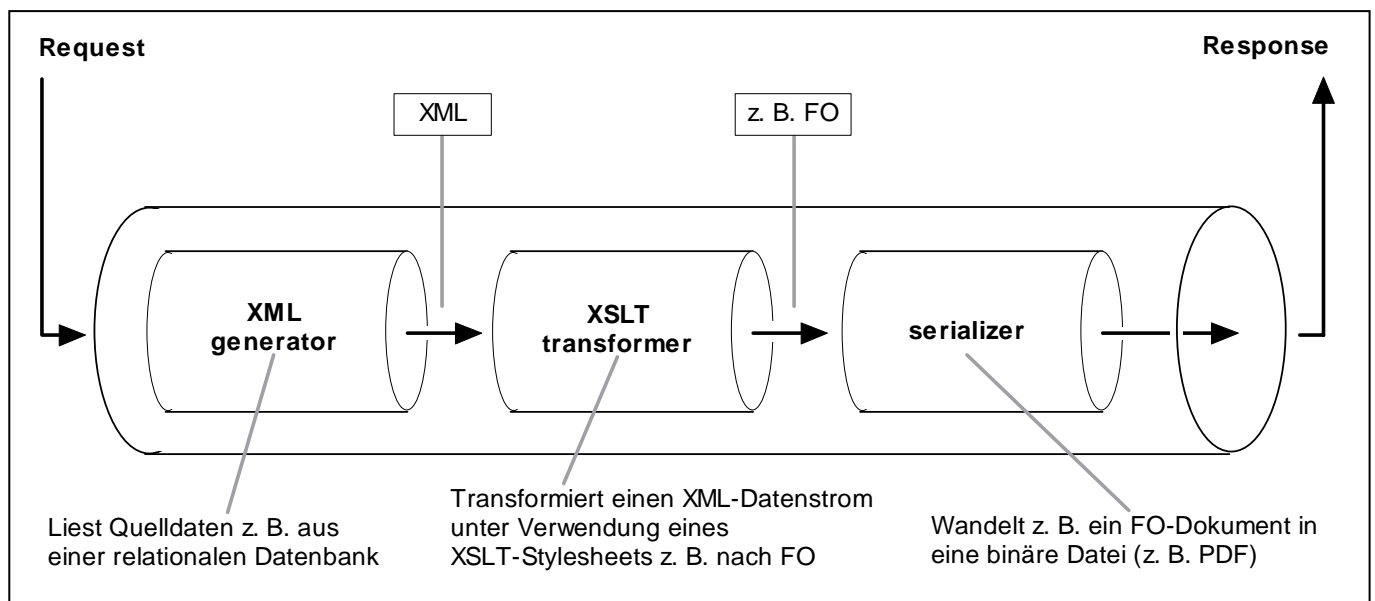 Request
Response
XML
z. B. FO
XML
generator
XSLT
transformer
serializer
Liest Quelldaten z. B. aus
einer relationalen Datenbank
Transformiert einen XML-Datenstrom
unter Verwendung eines
XSLT-Stylesheets z. B. nach FO
Wandelt z. B. ein FO-Dokument in
eine binäre Datei (z. B. PDF)